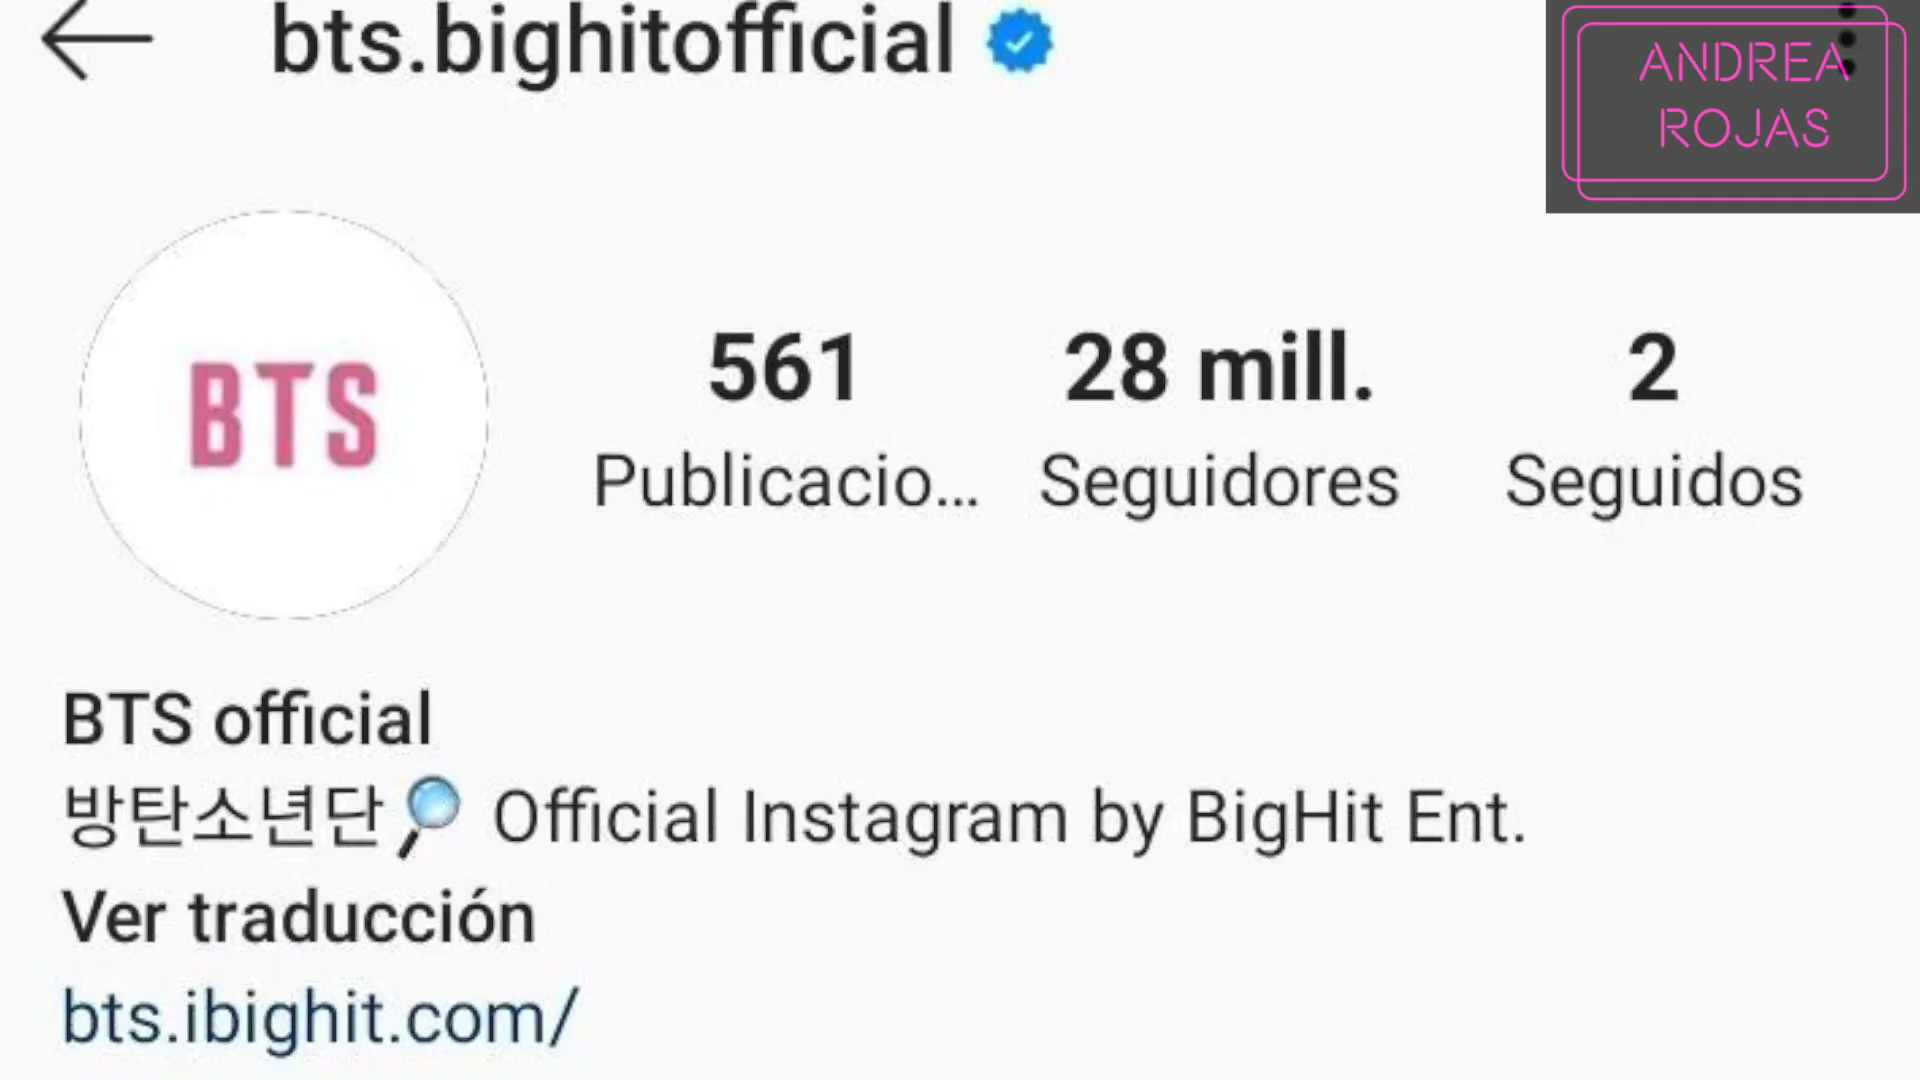 bts.bighitofficial
ANDREA
ROJAS
BTS
561
28 mill.
2
Publicacio...
Seguidores
Seguidos
BTS official
방탄소년단🔎 Official Instagram by BigHit Ent.
Ver traducción
bts.ibighit.com/